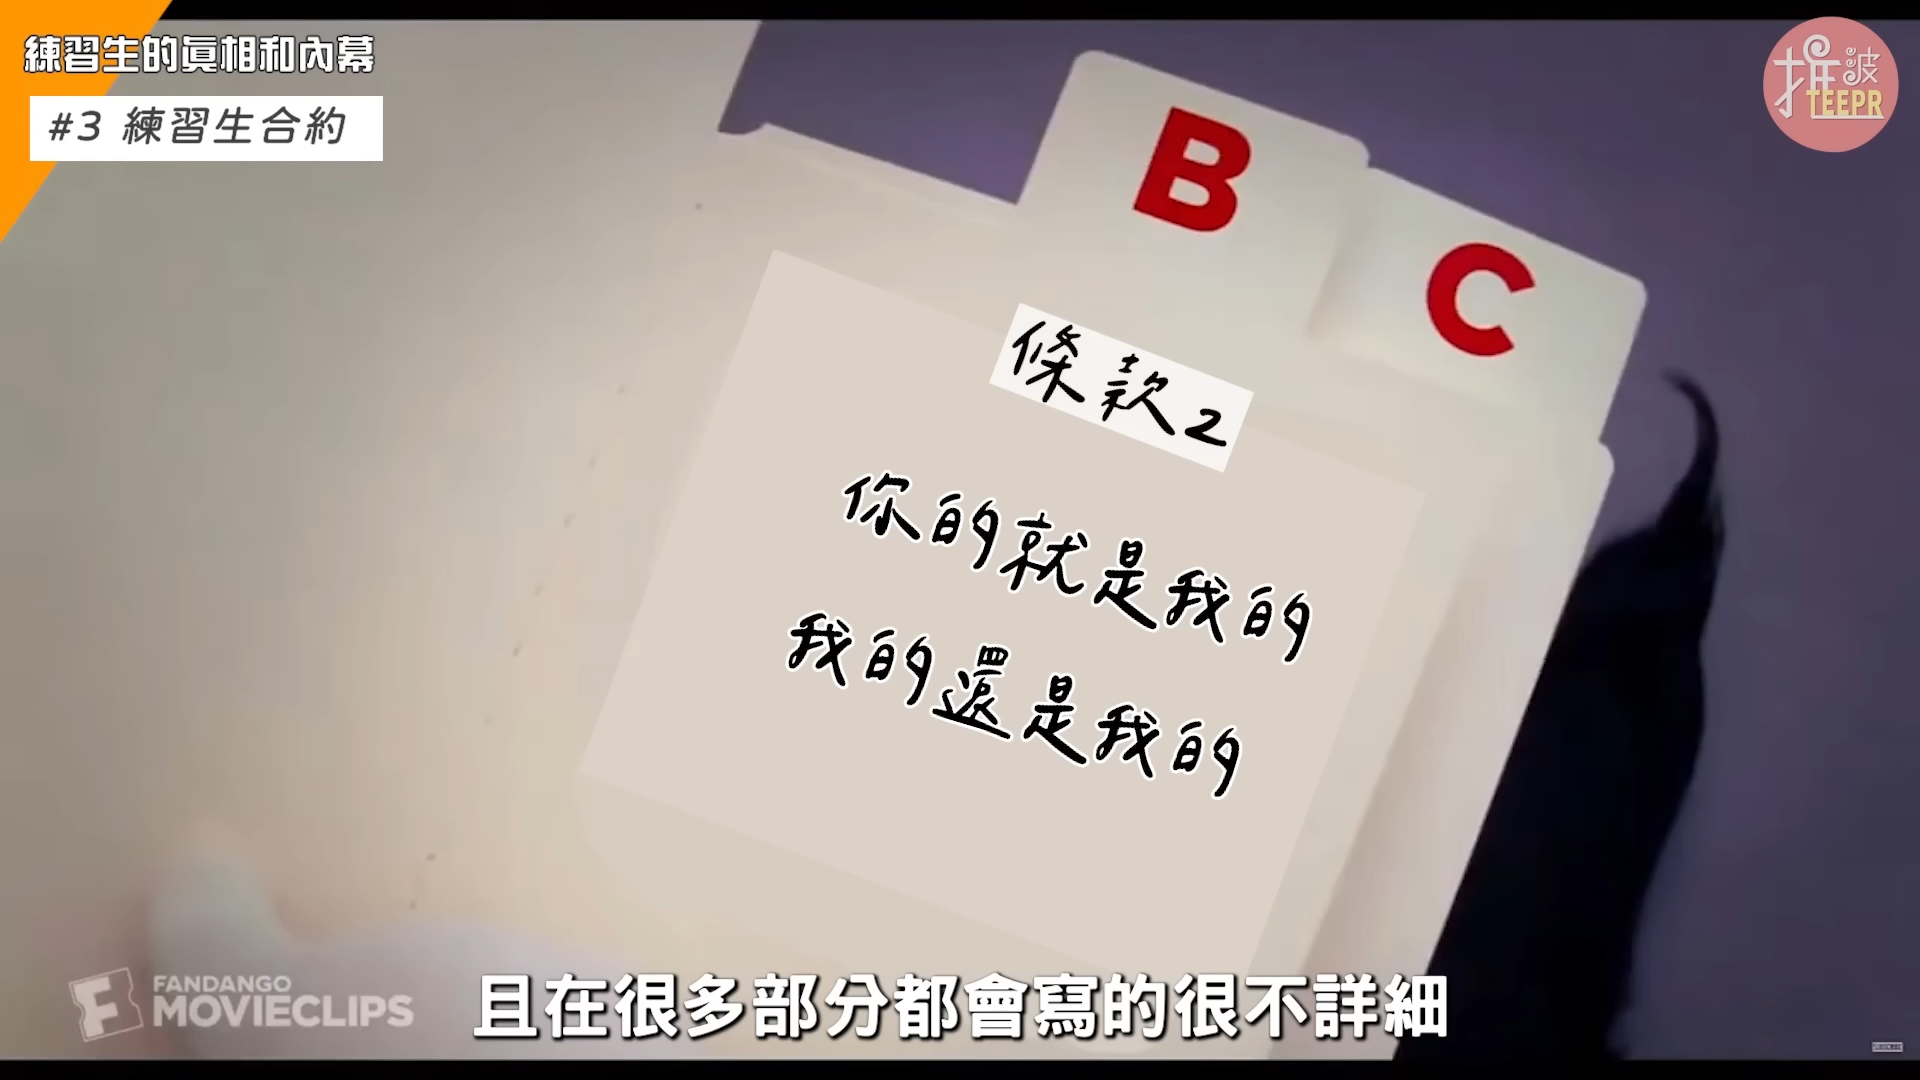 練習生的真相和內幕
#3 練習生合約
推波
TEEPR
B
C
條款2
你的就是我的
我的還是我的
FANDANGO
MOVIECLIPS
且在很多部分都會寫的很不詳細